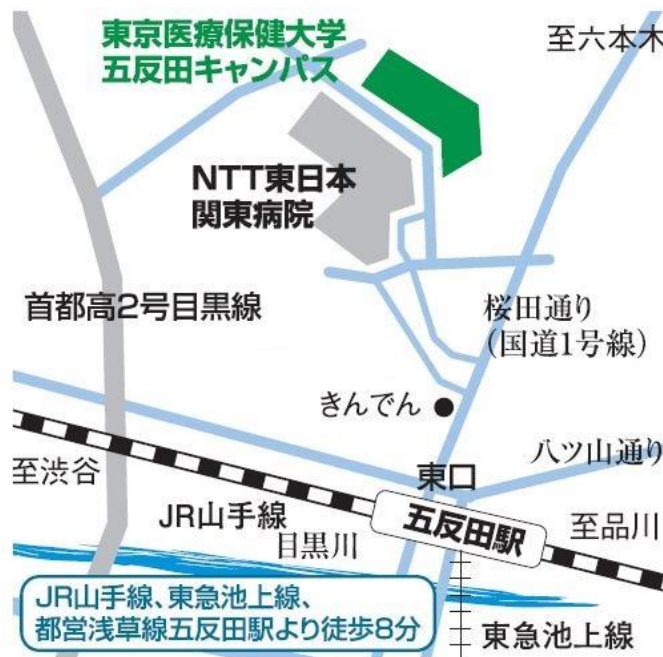 東京医療保健大学
五反田キャンパス
至六本木
NTT東日本
関東病院
首都高2号目黒線
桜田通り
(国道1号線)
きんでん
八ツ山通り
東口
至渋谷
五反田駅
至品川
JR山手線
目黒川
JR山手線、東急池上線、
都営浅草線五反田駅より徒歩8分
東急池上線